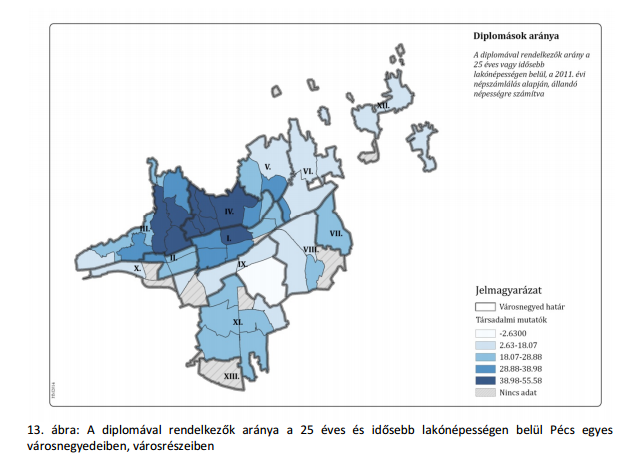 Diplomások aránya
A diplomával rendelkezők arány a
25 éves vagy idősebb
lakónépességen belül, a 2011. évi
népszámlálás alapján, állandó
népességre számítva
XII.
V.
VI.
IV.
III.
I.
VII.
II.
VIII.
IX.
X.
XI.
XIII.
Jelmagyarázat
Városnegyed határ
Társadalmi mutatók
-2.6300
2.63-18.07
18.07-28.88
28.88-38.98
38.98-55.58
Nincs adat
13. ábra: A diplomával rendelkezők aránya a 25 éves és idősebb lakónépességen belül Pécs egyes
városnegyedeiben, városrészeiben